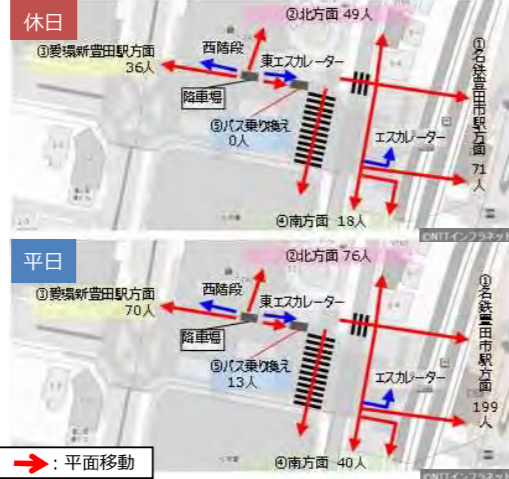 休日
②北方面 49人
③愛環新豊田駅方面
36人
西階段
東エスカレーター
降車場
⑤バス乗り換え
0人
エスカレーター
①名鉄豊田市駅方面
71
人
④南方面 18人
©NTTインフラネット
平日
②北方面 76人
③愛環新豊田駅方面
70人
西階段
東エスカレーター
降車場
⑤バス乗り換え
13人
エスカレーター
①名鉄豊田市駅方面
199
人
④南方面 40人
：平面移動
©NTTインフラネット